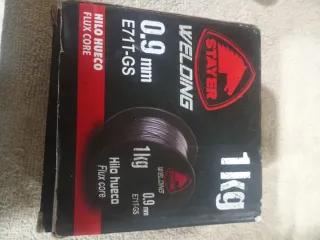 HILO HUECO
FLUX CORE
0.9 mm
E71T-GS
WELDING
STAYER
1kg
1kg
Hilo hueco
Flux core
WELDING
STAYER
0.9 mm
E71T-GS